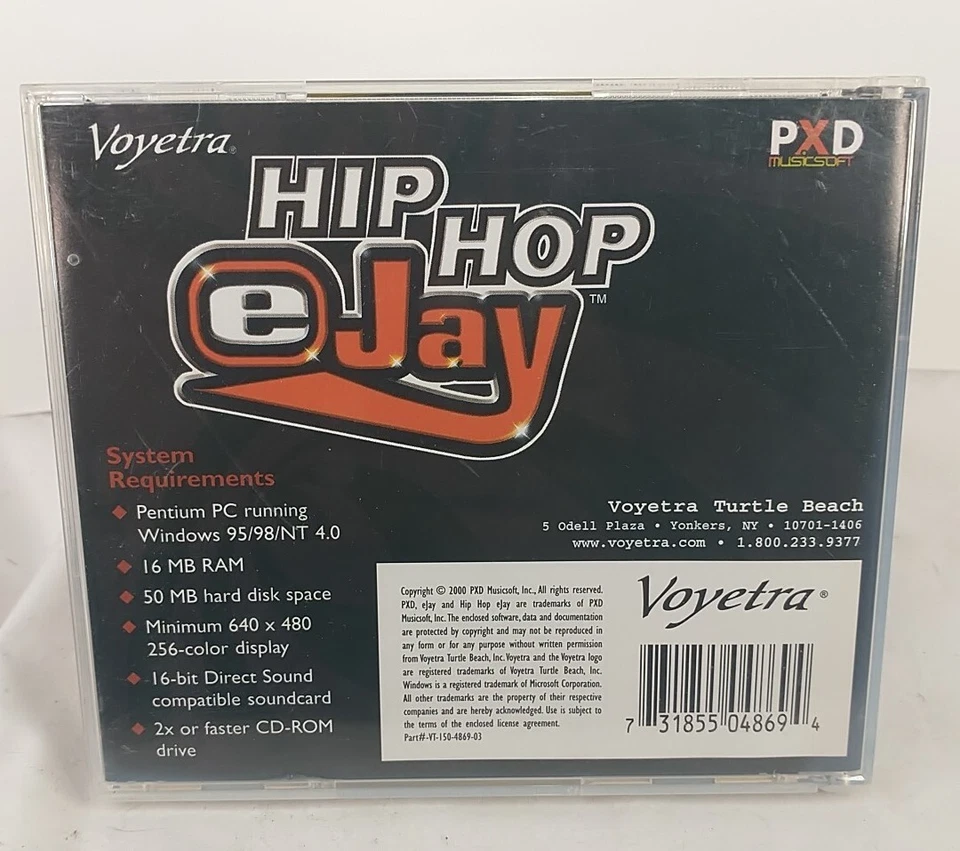 Voyetra®
PXD
MUSICSOFT
HIP
HOP
eJay™
System
Requirements
Pentium PC running
Windows 95/98/NT 4.0
16 MB RAM
50 MB hard disk space
Minimum 640 x 480
256-color display
16-bit Direct Sound
compatible soundcard
2x or faster CD-ROM
drive
Voyetra Turtle Beach
5 Odell Plaza • Yonkers, NY • 10701-1406
www.voyetra.com • 1.800.233.9377
Copyright © 2000 PXD Musicsoft, Inc., All rights reserved.
PXD, eJay and Hip Hop eJay are trademarks of PXD
Musicsoft, Inc. The enclosed software, data and documentation
are protected by copyright and may not be reproduced in
any form or for any purpose without written permission
from Voyetra Turtle Beach, Inc. Voyetra and the Voyetra logo
are registered trademarks of Voyetra Turtle Beach, Inc.
Windows is a registered trademark of Microsoft Corporation.
All other trademarks are the property of their respective
companies and are hereby acknowledged. Use is subject to
the terms of the enclosed license agreement.
Part#-VT-150-4869-03
Voyetra®
7 31855 04869 4